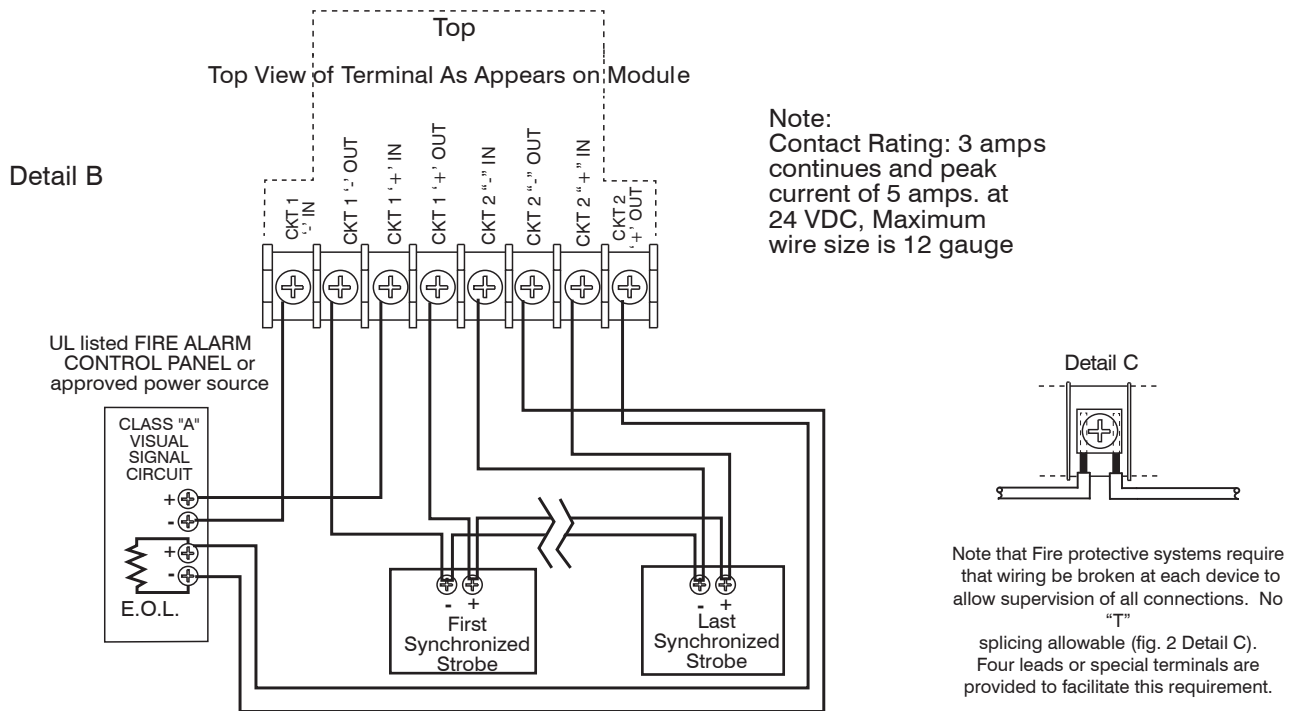 Top
Top View of Terminal As Appears on Module
Detail B
CKT 1
'-' IN
CKT 1 '-' OUT
CKT 1 '+' IN
CKT 1 '+' OUT
CKT 2 "-" IN
CKT 2 "-" OUT
CKT 2 "+" IN
CKT 2
'+' OUT
Note:
Contact Rating: 3 amps
continues and peak
current of 5 amps. at
24 VDC, Maximum
wire size is 12 gauge
UL listed FIRE ALARM
CONTROL PANEL or
approved power source
CLASS "A"
VISUAL
SIGNAL
CIRCUIT
+
-
+
-
E.O.L.
- +
First
Synchronized
Strobe
- +
Last
Synchronized
Strobe
Detail C
Note that Fire protective systems require
that wiring be broken at each device to
allow supervision of all connections. No
“T”
splicing allowable (fig. 2 Detail C).
Four leads or special terminals are
provided to facilitate this requirement.